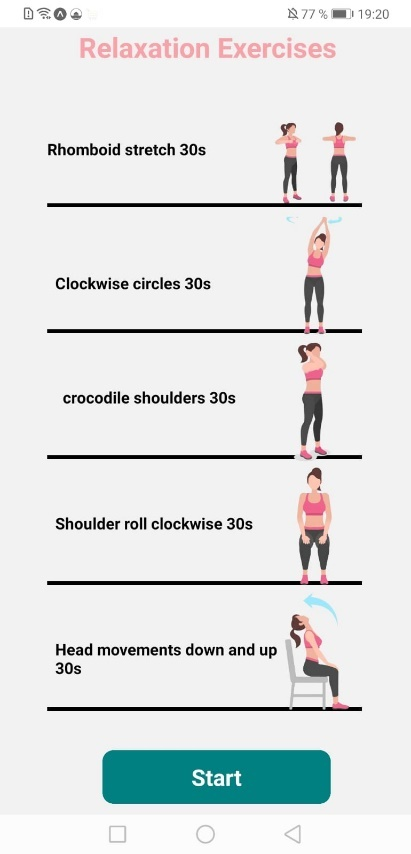 77 % 19:20
Relaxation Exercises
Rhomboid stretch 30s
Clockwise circles 30s
crocodile shoulders 30s
Shoulder roll clockwise 30s
Head movements down and up
30s
Start